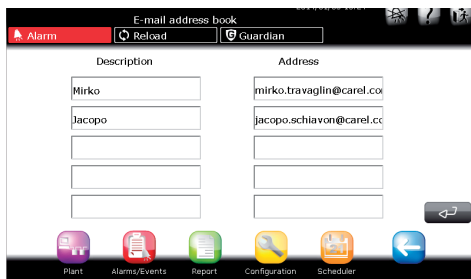 E-mail address book
Alarm Reload Guardian
Description Address
Mirko mirko.travaglin@carel.co
Jacopo jacopo.schiavon@carel.cc
Plant Alarms/Events Report Configuration Scheduler